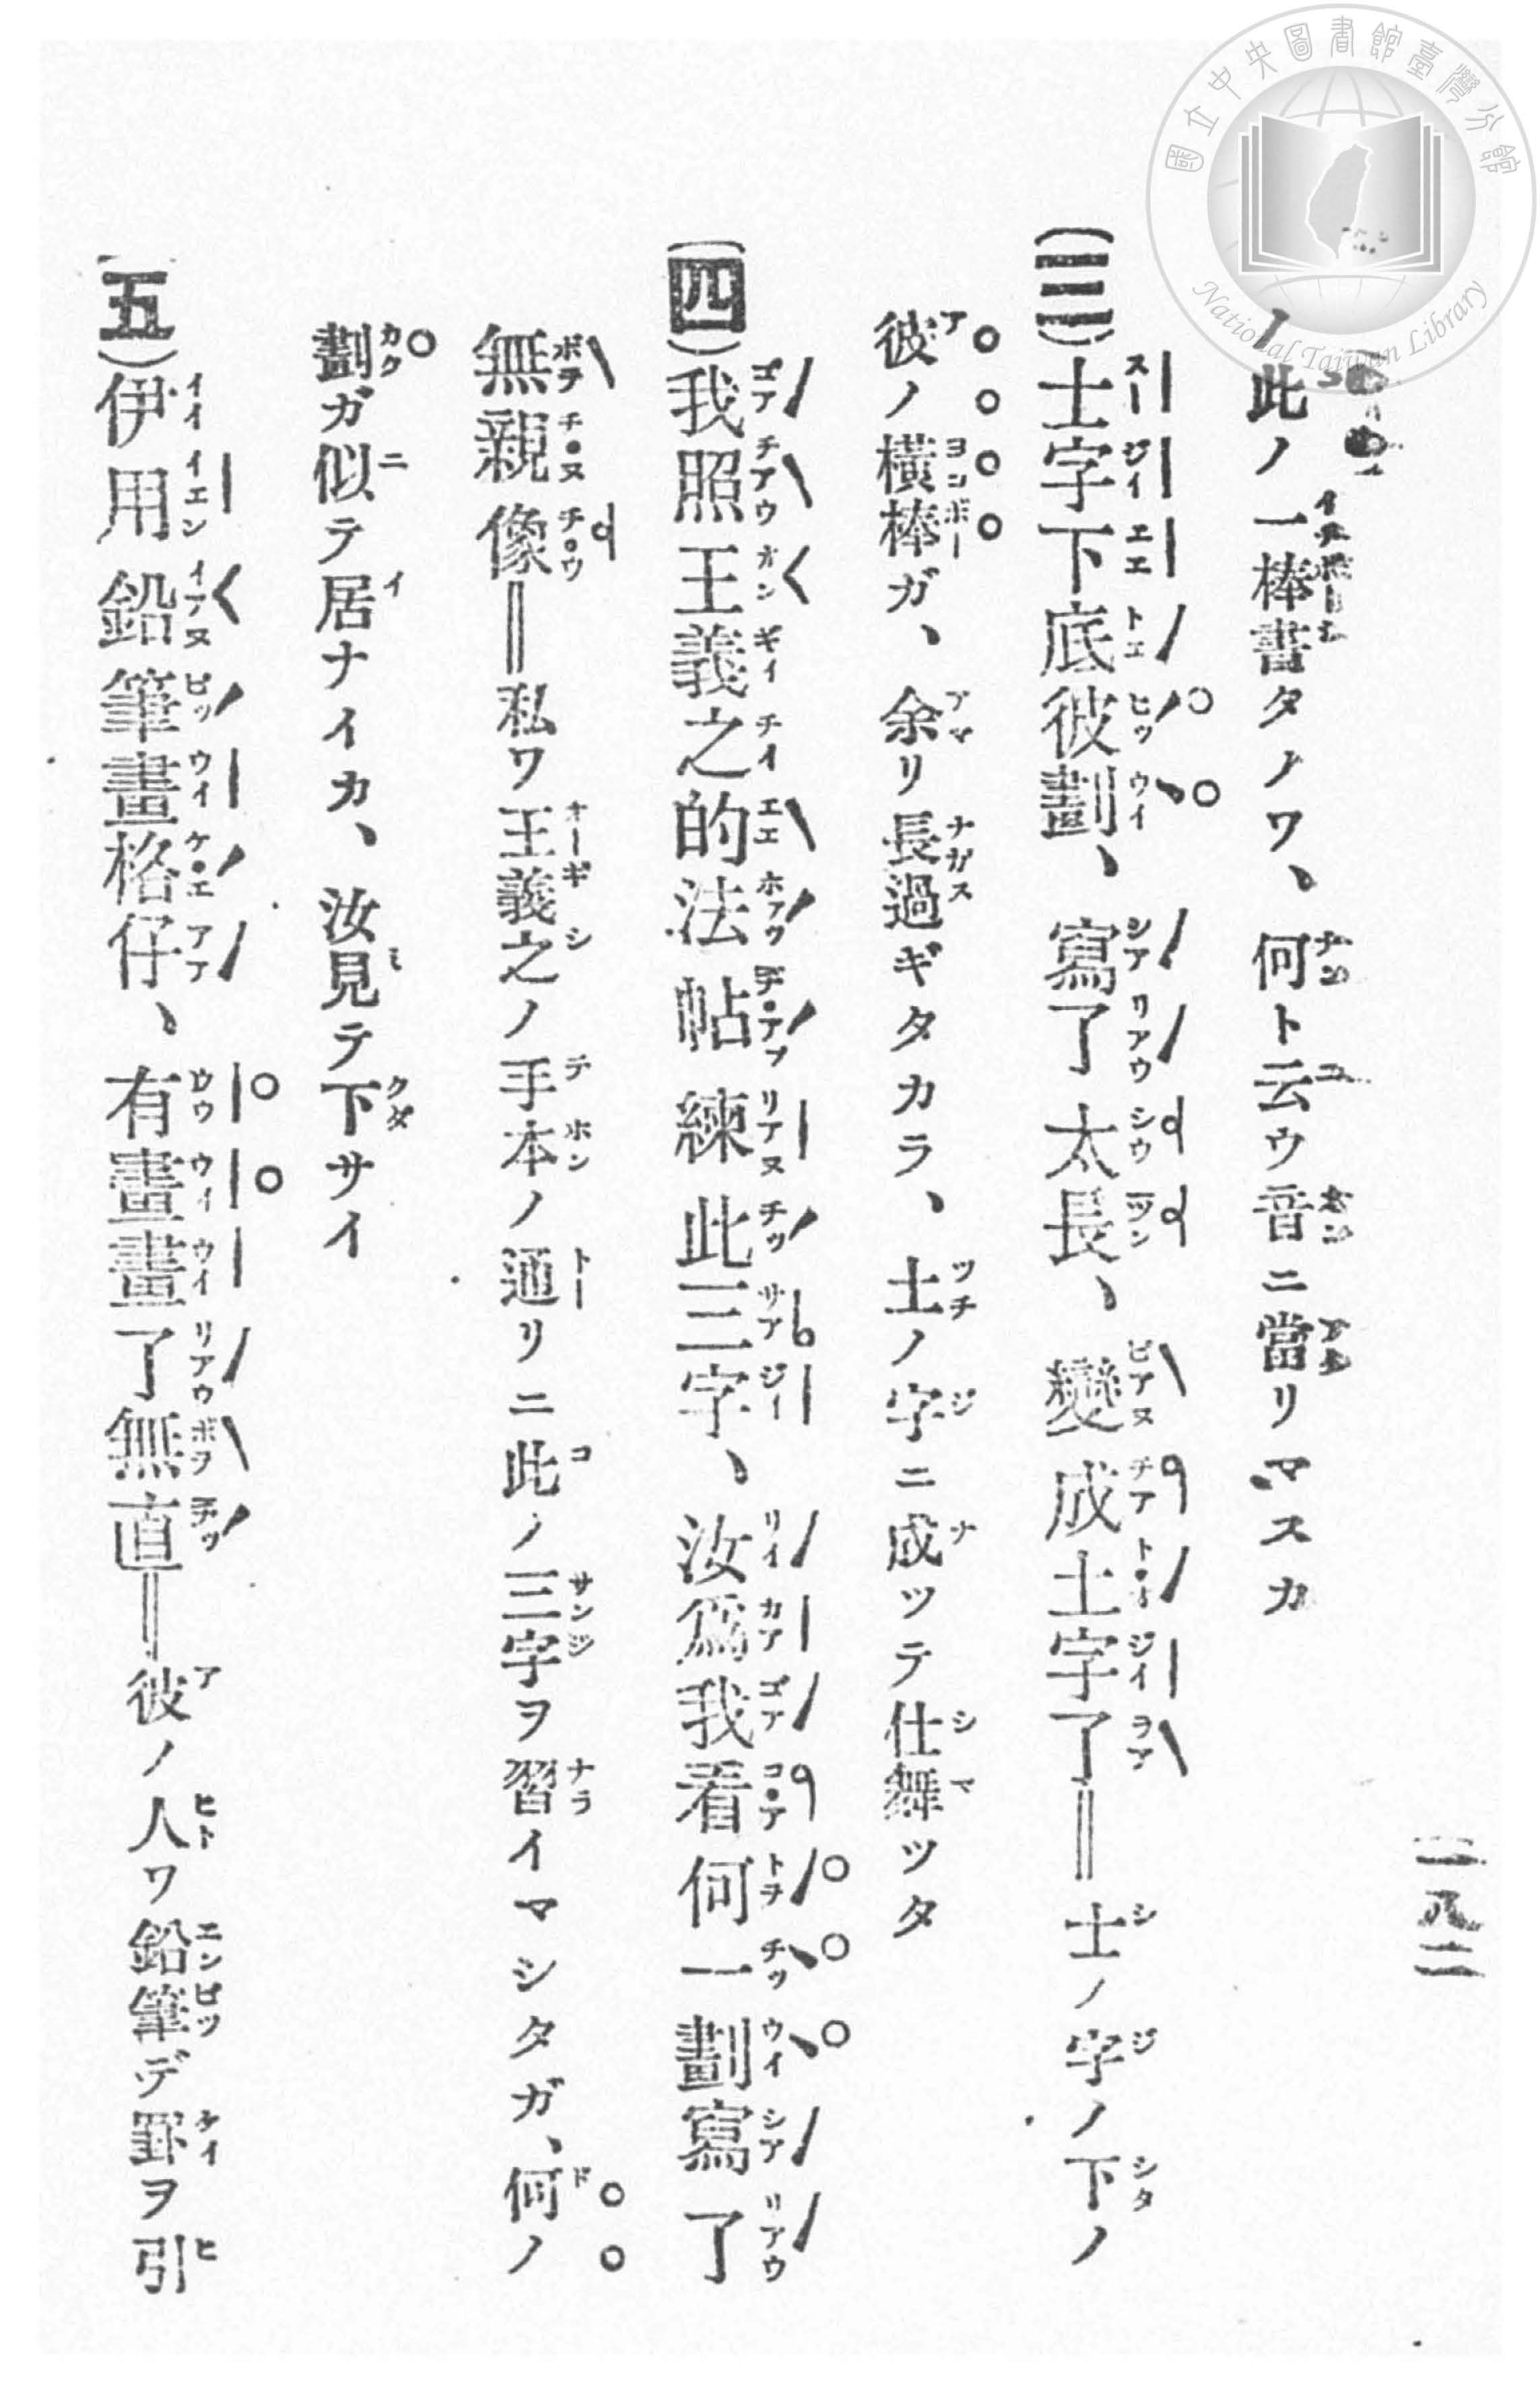 國立中央圖書館臺灣分館
National Taiwan Library
一八二
ノ此ノ一棒書タノワ、何ト云ウ音ニ當リマスカ
(三)士字下底彼劃、寫了太長、變成土字了=士ノ字ノ下ノ
彼ノ橫棒ガ、余リ長過ギタカラ、土ノ字ニ成ツテ仕舞ツタ
(四)我照王義之的法帖練此三字、汝爲我看何一劃寫了
無親像=私ワ王義之ノ手本ノ通リニ此ノ三字ヲ習イマシタガ、何ノ
劃ガ似テ居ナイカ、汝見テ下サイ
(五)伊用鉛筆畫格仔、有畫畫了無直=彼ノ人ワ鉛筆デ罫ヲ引